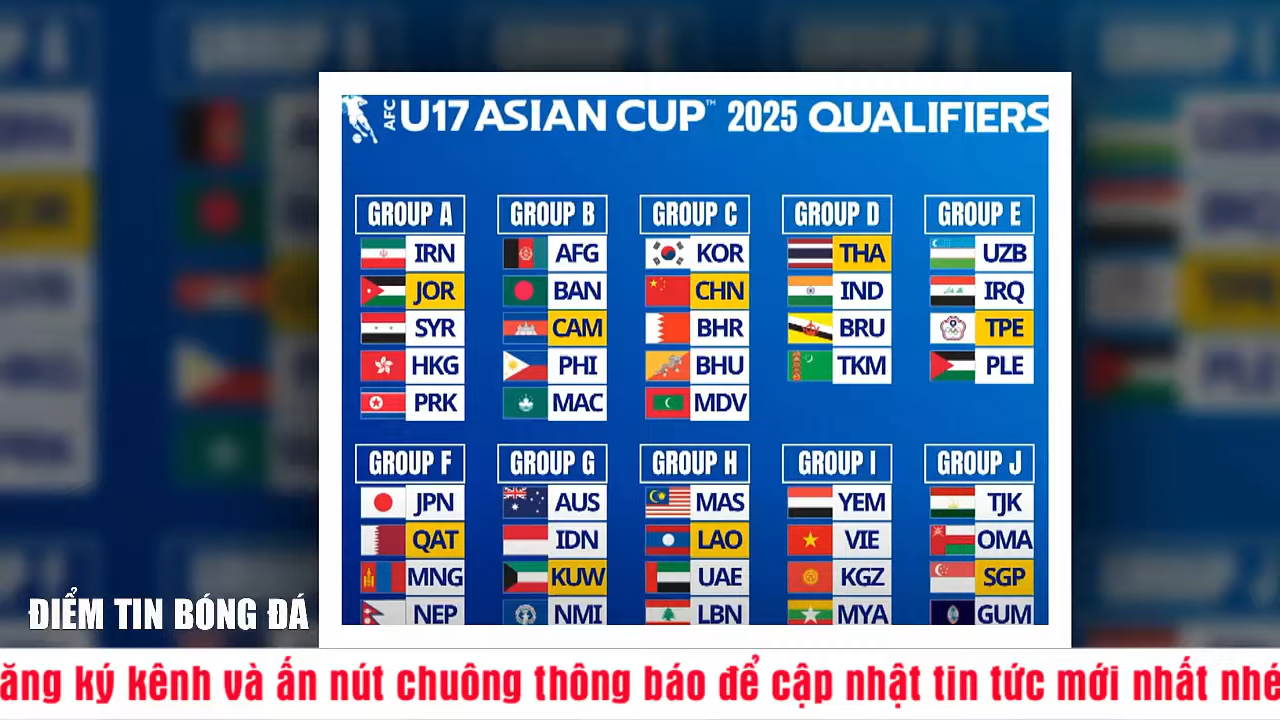 AFC U17 ASIAN CUP™ 2025 QUALIFIERS
GROUP A
IRN
JOR
SYR
HKG
PRK
GROUP B
AFG
BAN
CAM
PHI
MAC
GROUP C
KOR
CHN
BHR
BHU
MDV
GROUP D
THA
IND
BRU
TKM
GROUP E
UZB
IRQ
TPE
PLE
GROUP F
JPN
QAT
MNG
NEP
GROUP G
AUS
IDN
KUW
NMI
GROUP H
MAS
LAO
UAE
LBN
GROUP I
YEM
VIE
KGZ
MYA
GROUP J
TJK
OMA
SGP
GUM
ĐIỂM TIN BÓNG ĐÁ
ăng ký kênh và ấn nút chuông thông báo để cập nhật tin tức mới nhất nhé